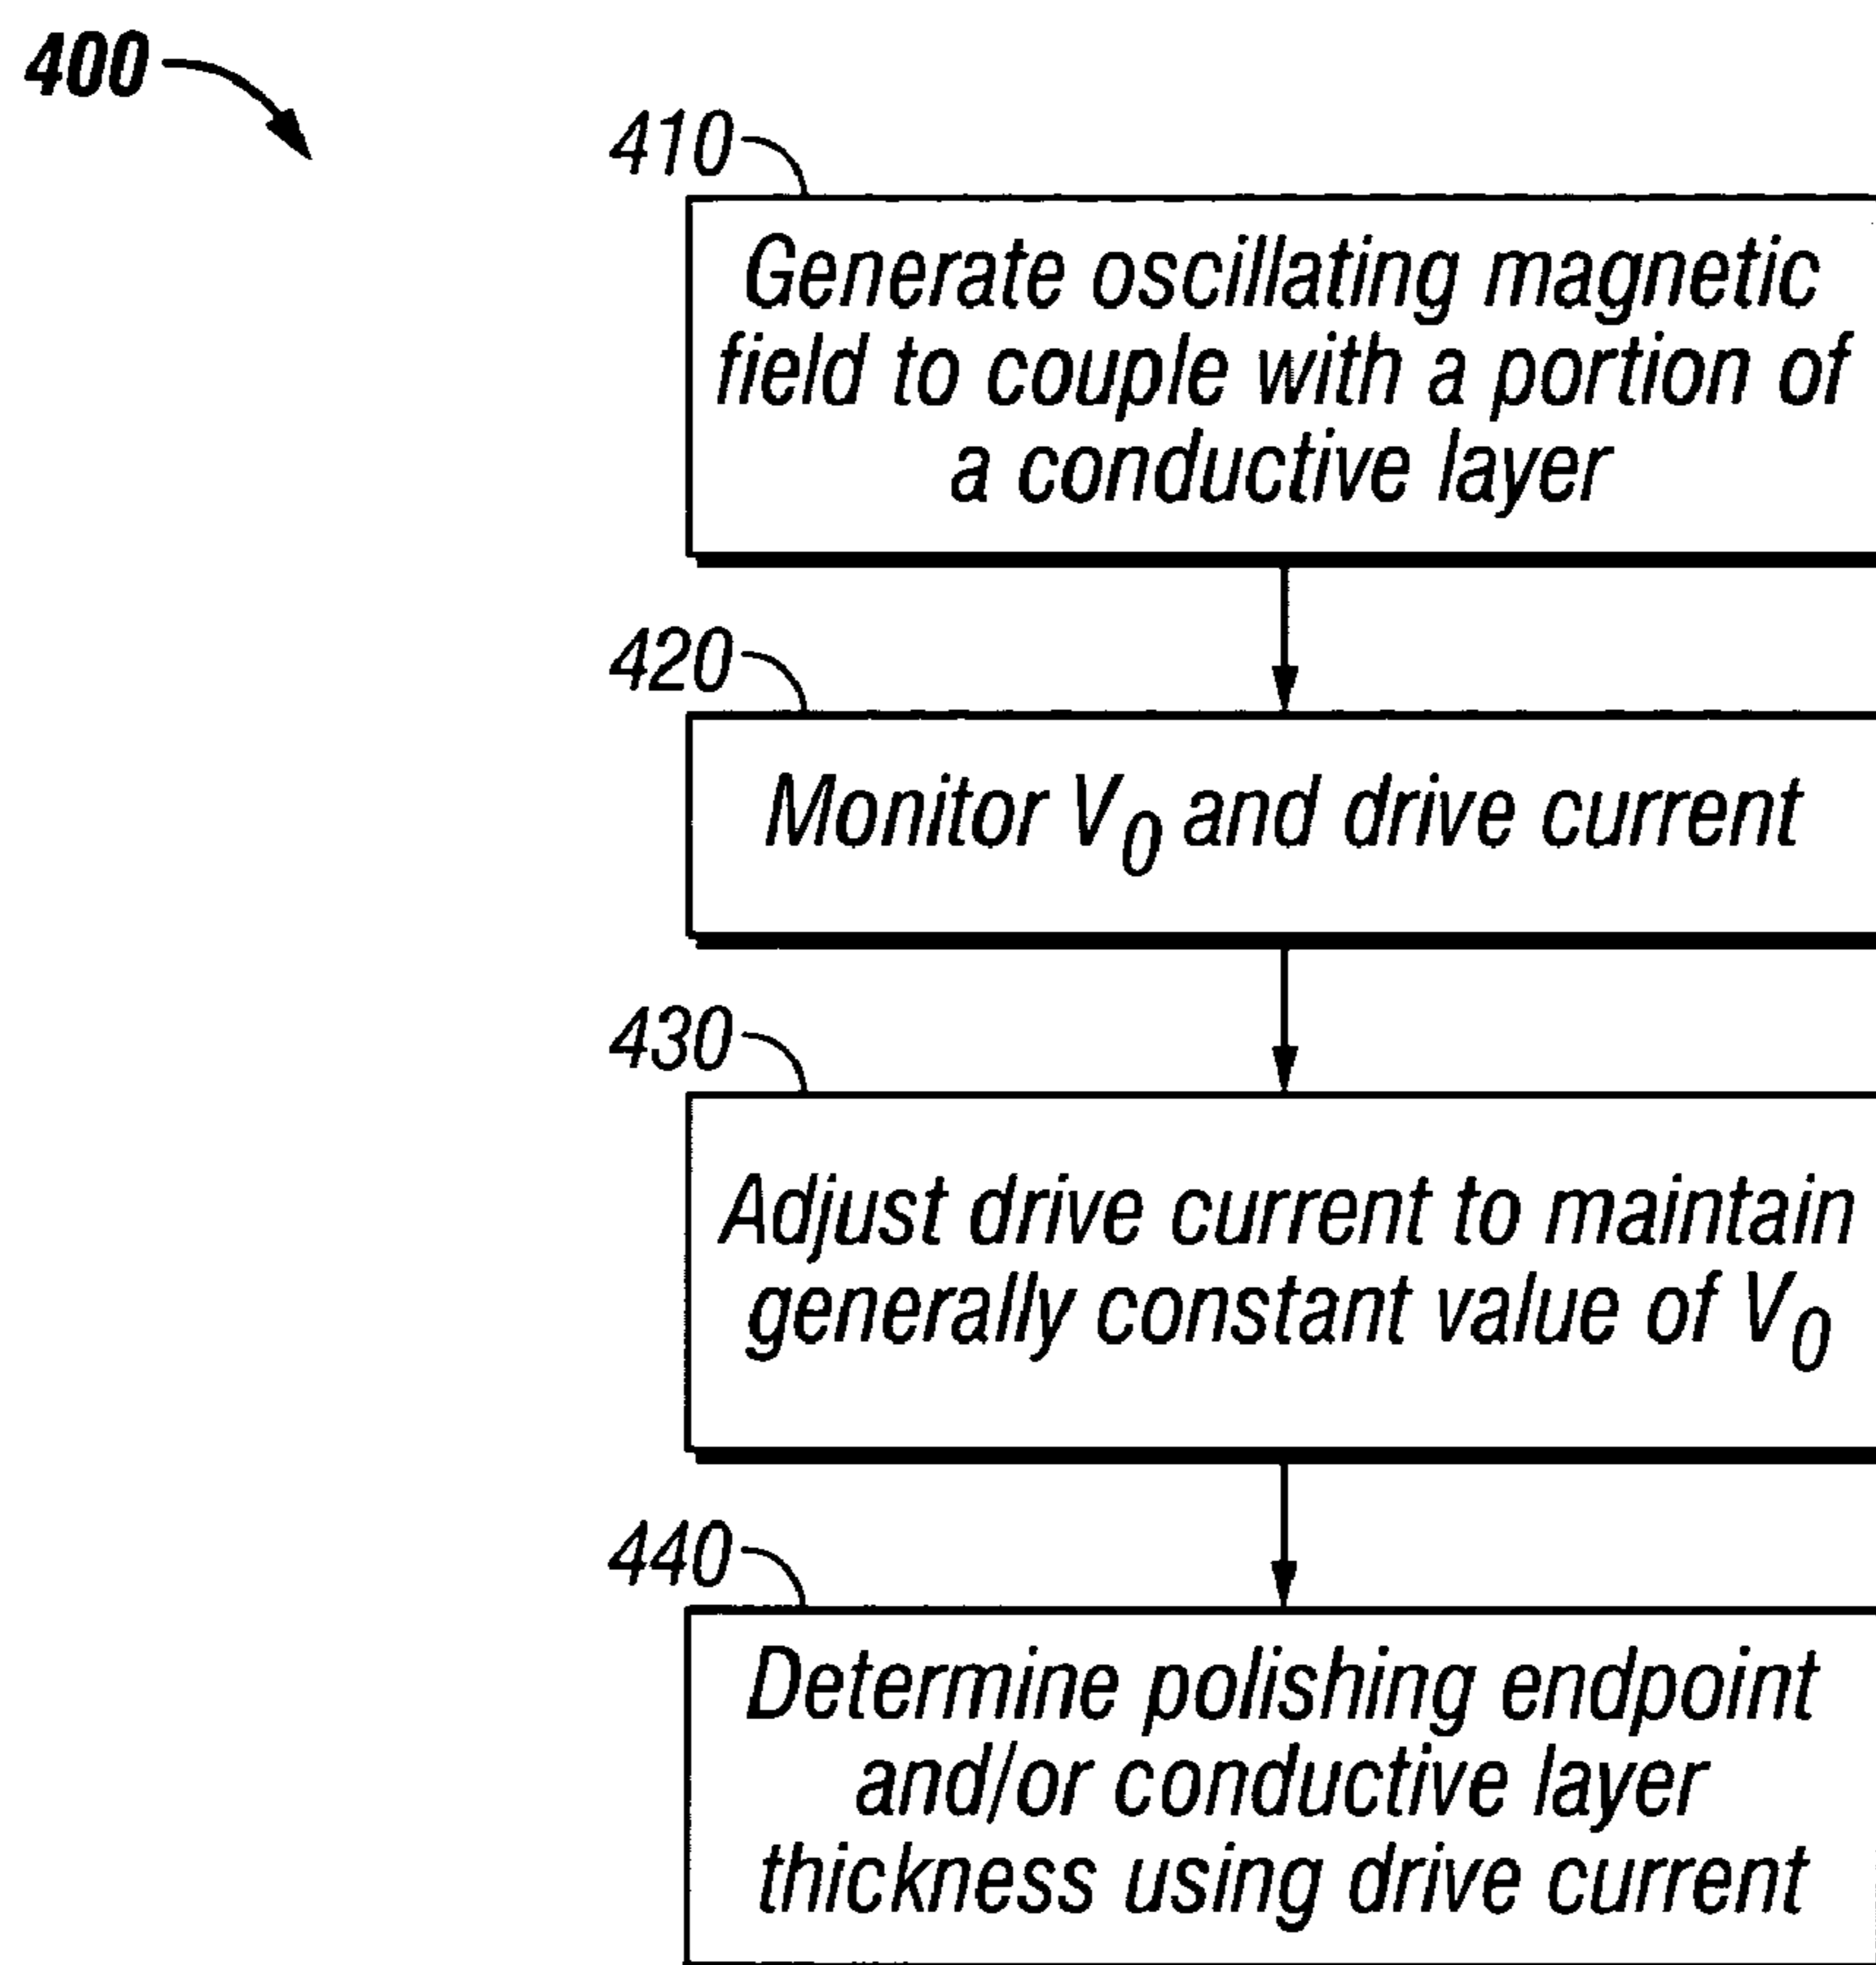 400
410
Generate oscillating magnetic
field to couple with a portion of
a conductive layer
420
Monitor V0 and drive current
430
Adjust drive current to maintain
generally constant value of V0
440
Determine polishing endpoint
and/or conductive layer
thickness using drive current